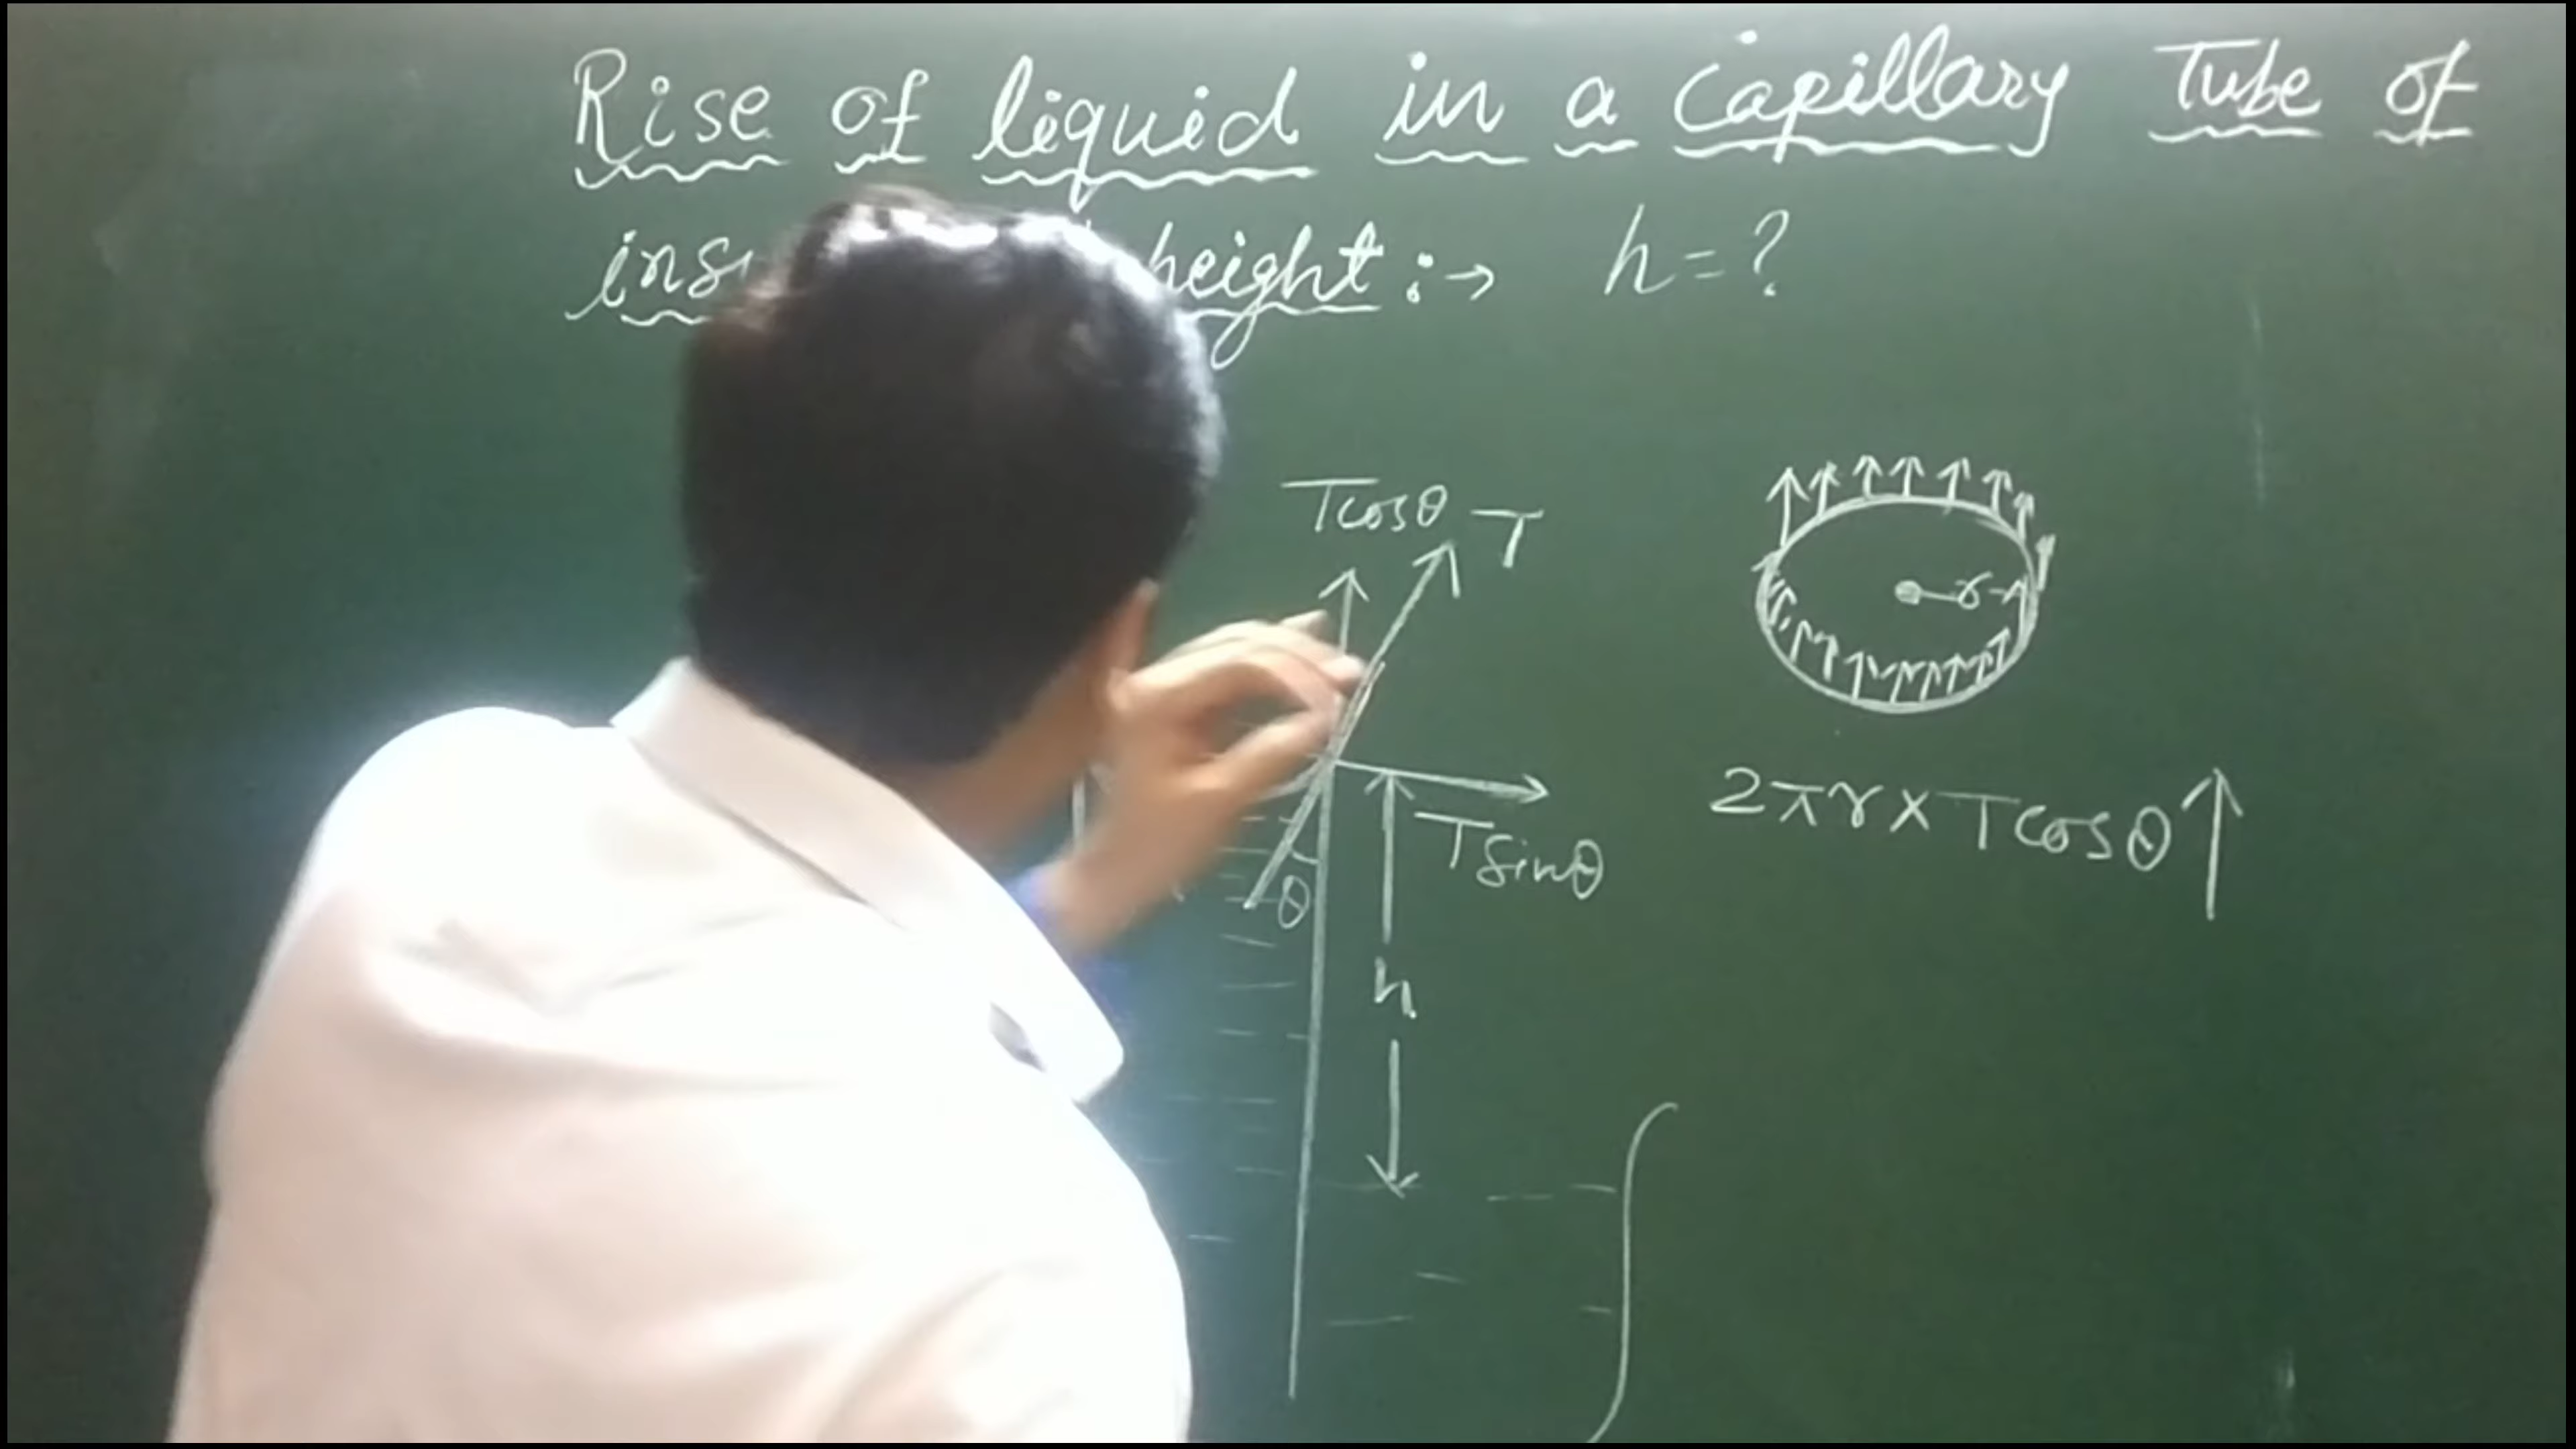 Rise of liquid in a Capillary Tube of
height :→ h = ?
Tcosθ T
r
Tsinθ
2πr×Tcosθ↑
θ
h